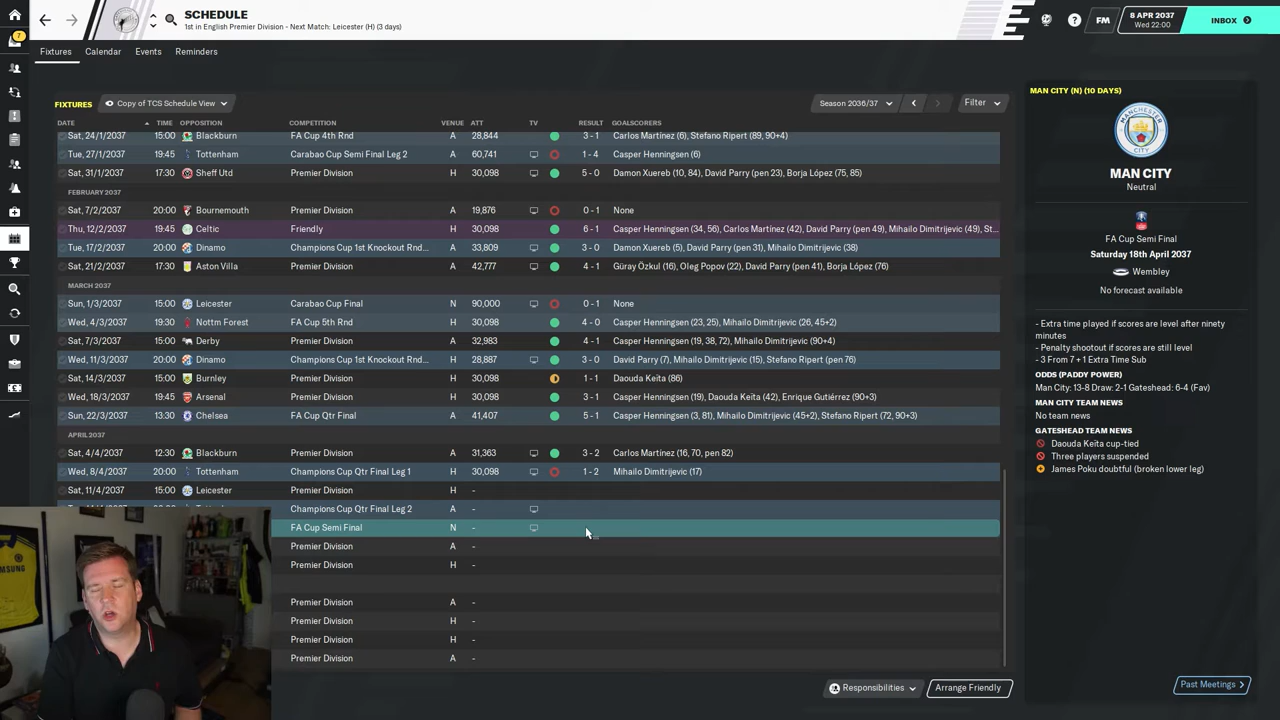 SCHEDULE
1st in English Premier Division - Next Match: Leicester (H) (3 days)
FM
8 APR 2037
Wed 22:00
INBOX
7
Fixtures Calendar Events Reminders
FIXTURES Copy of TCS Schedule View Season 2036/37 Filter
DATE TIME OPPOSITION COMPETITION VENUE ATT TV RESULT GOALSCORERS
Sat, 24/1/2037 15:00 Blackburn FA Cup 4th Rnd A 28,844 3 - 1 Carlos Martínez (6), Stefano Ripert (89, 90+4)
Tue, 27/1/2037 19:45 Tottenham Carabao Cup Semi Final Leg 2 A 60,741 1 - 4 Casper Henningsen (6)
Sat, 31/1/2037 17:30 Sheff Utd Premier Division H 30,098 5 - 0 Damon Xuereb (10, 84), David Parry (pen 23), Borja López (75, 85)
FEBRUARY 2037
Sat, 7/2/2037 20:00 Bournemouth Premier Division A 19,876 0 - 1 None
Thu, 12/2/2037 19:45 Celtic Friendly H 30,098 6 - 1 Casper Henningsen (34, 56), Carlos Martínez (42), David Parry (pen 49), Mihailo Dimitrijevic (49), St...
Tue, 17/2/2037 20:00 Dinamo Champions Cup 1st Knockout Rnd... A 33,809 3 - 0 Damon Xuereb (5), David Parry (pen 31), Mihailo Dimitrijevic (38)
Sat, 21/2/2037 17:30 Aston Villa Premier Division A 42,777 4 - 1 Güray Özkul (16), Oleg Popov (22), David Parry (pen 41), Borja López (76)
MARCH 2037
Sun, 1/3/2037 15:00 Leicester Carabao Cup Final N 90,000 0 - 1 None
Wed, 4/3/2037 19:30 Nottm Forest FA Cup 5th Rnd H 30,098 4 - 0 Casper Henningsen (23, 25), Mihailo Dimitrijevic (26, 45+2)
Sat, 7/3/2037 15:00 Derby Premier Division A 32,983 4 - 1 Casper Henningsen (19, 38, 72), Mihailo Dimitrijevic (90+4)
Wed, 11/3/2037 20:00 Dinamo Champions Cup 1st Knockout Rnd... H 28,887 3 - 0 David Parry (7), Mihailo Dimitrijevic (15), Stefano Ripert (pen 76)
Sat, 14/3/2037 15:00 Burnley Premier Division H 30,098 1 - 1 Daouda Keïta (86)
Wed, 18/3/2037 19:45 Arsenal Premier Division H 30,098 3 - 1 Casper Henningsen (19), Daouda Keïta (42), Enrique Gutiérrez (90+3)
Sun, 22/3/2037 13:30 Chelsea FA Cup Qtr Final A 41,407 5 - 1 Casper Henningsen (3, 81), Mihailo Dimitrijevic (45+2), Stefano Ripert (72, 90+3)
APRIL 2037
Sat, 4/4/2037 12:30 Blackburn Premier Division A 31,363 3 - 2 Carlos Martínez (16, 70, pen 82)
Wed, 8/4/2037 20:00 Tottenham Champions Cup Qtr Final Leg 1 H 30,098 1 - 2 Mihailo Dimitrijevic (17)
Sat, 11/4/2037 15:00 Leicester Premier Division H -
Champions Cup Qtr Final Leg 2 A -
FA Cup Semi Final N -
Premier Division A -
Premier Division H -
Premier Division A -
Premier Division H -
Premier Division H -
Premier Division A -
Responsibilities Arrange Friendly
MAN CITY (N) (10 DAYS)
MAN CITY
Neutral
FA Cup Semi Final
Saturday 18th April 2037
Wembley
No forecast available
- Extra time played if scores are level after ninety
minutes
- Penalty shootout if scores are still level
- 3 From 7 + 1 Extra Time Sub
ODDS (PADDY POWER)
Man City: 13-8 Draw: 2-1 Gateshead: 6-4 (Fav)
MAN CITY TEAM NEWS
No team news
GATESHEAD TEAM NEWS
Daouda Keïta cup-tied
Three players suspended
James Poku doubtful (broken lower leg)
Past Meetings